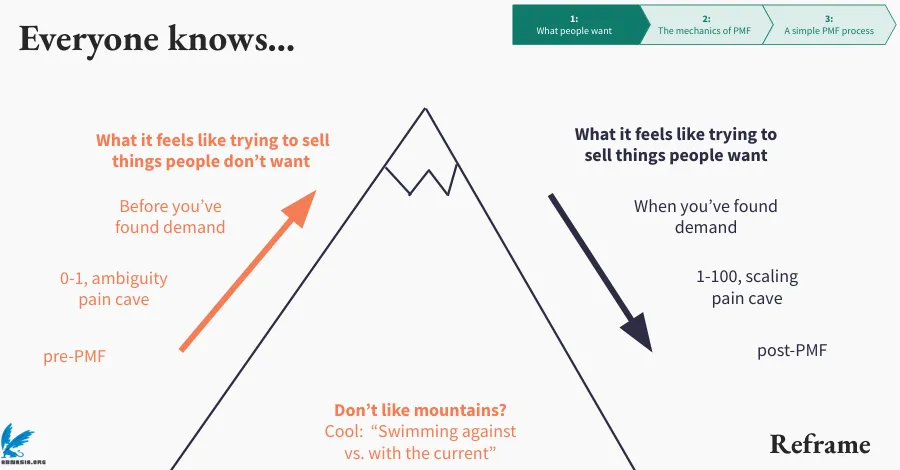 Everyone knows...
1:
What people want
2:
The mechanics of PMF
3:
A simple PMF process
What it feels like trying to sell
things people don't want
Before you've
found demand
0-1, ambiguity
pain cave
pre-PMF
What it feels like trying to
sell things people want
When you've found
demand
1-100, scaling
pain cave
post-PMF
Don't like mountains?
Cool: "Swimming against
vs. with the current"
Reframe